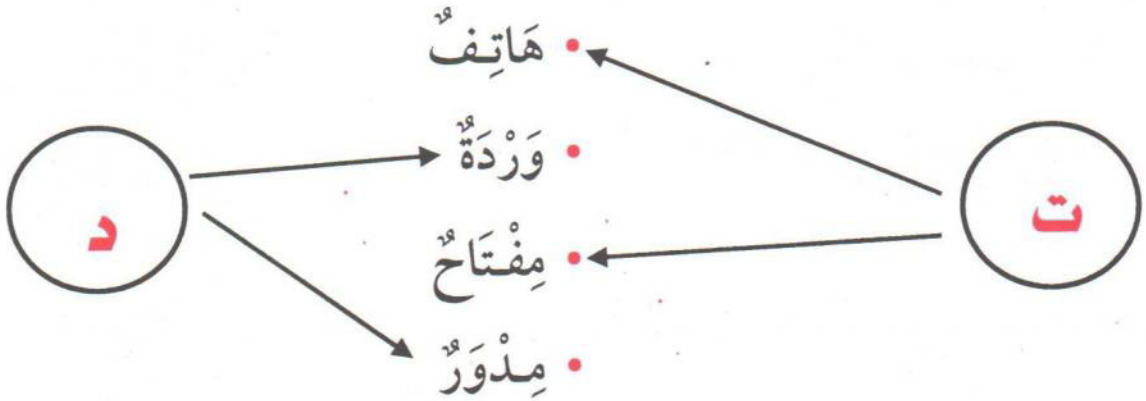 • هَاتِفٌ
• وَرْدَةٌ
ت
د
• مِفْتَاحٌ
• مِدْوَرٌ